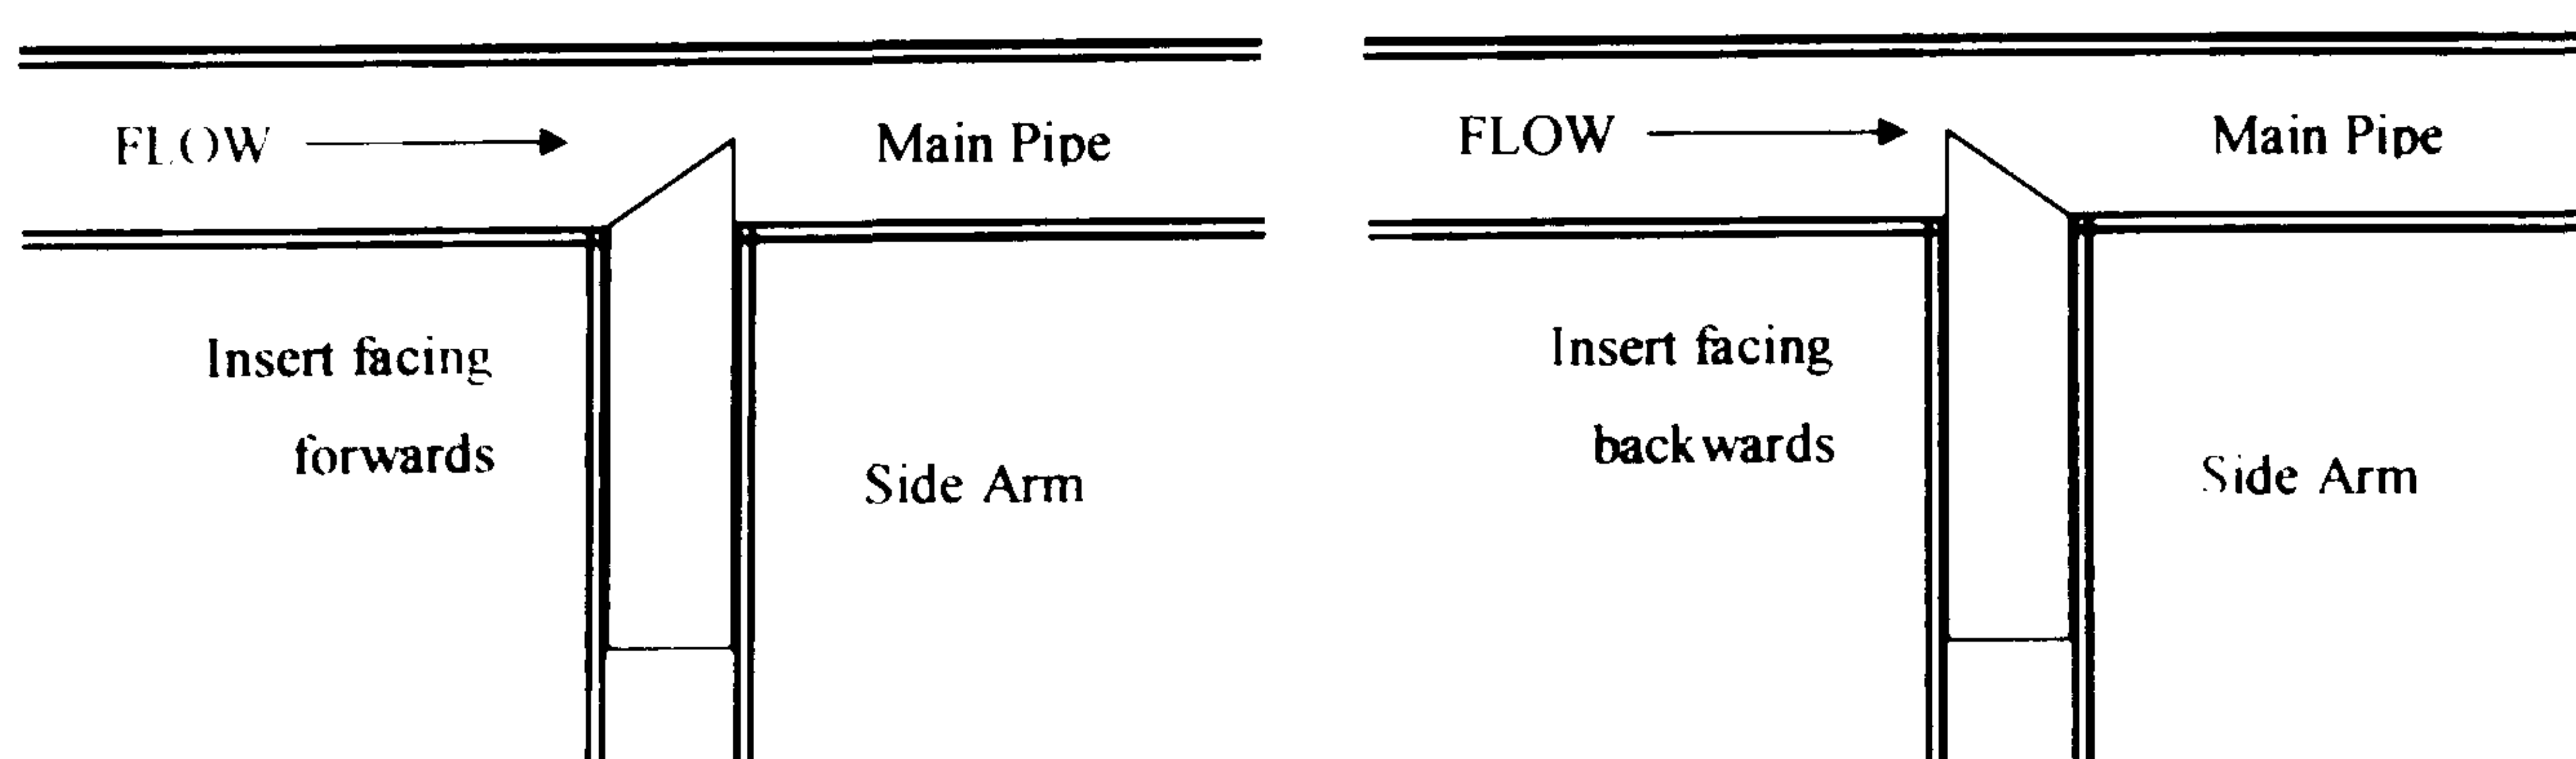 FLOW
Main Pipe
Insert facing
forwards
Side Arm
FLOW
Main Pipe
Insert facing
backwards
Side Arm